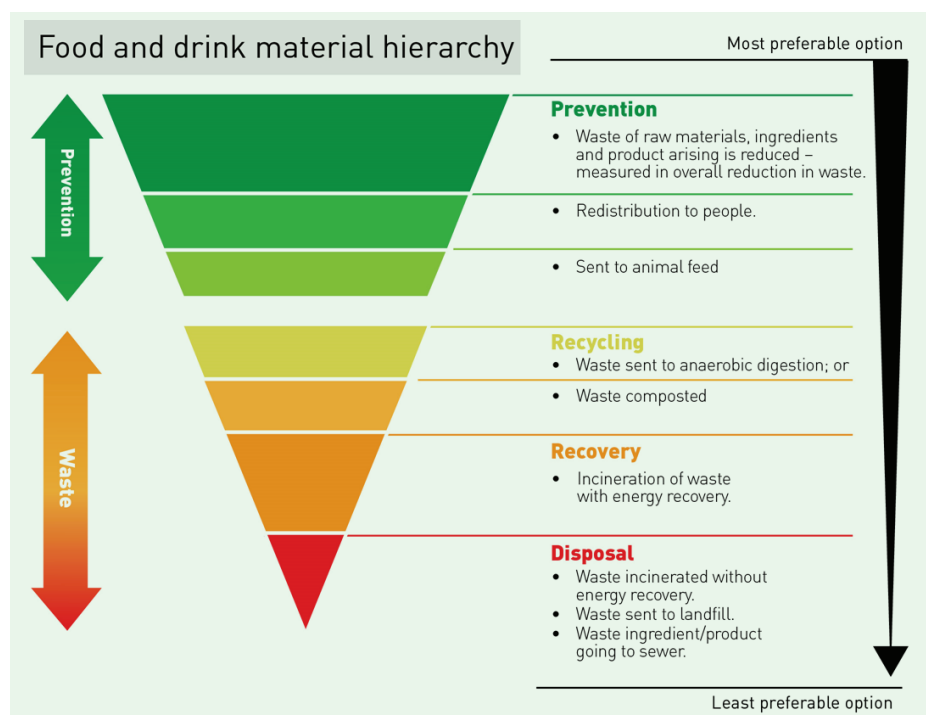 Food and drink material hierarchy
Most preferable option
Prevention
Prevention
• Waste of raw materials, ingredients
and product arising is reduced –
measured in overall reduction in waste.
• Redistribution to people.
• Sent to animal feed
Waste
Recycling
• Waste sent to anaerobic digestion; or
• Waste composted
Recovery
• Incineration of waste
with energy recovery.
Disposal
• Waste incinerated without
energy recovery.
• Waste sent to landfill.
• Waste ingredient/product
going to sewer.
Least preferable option